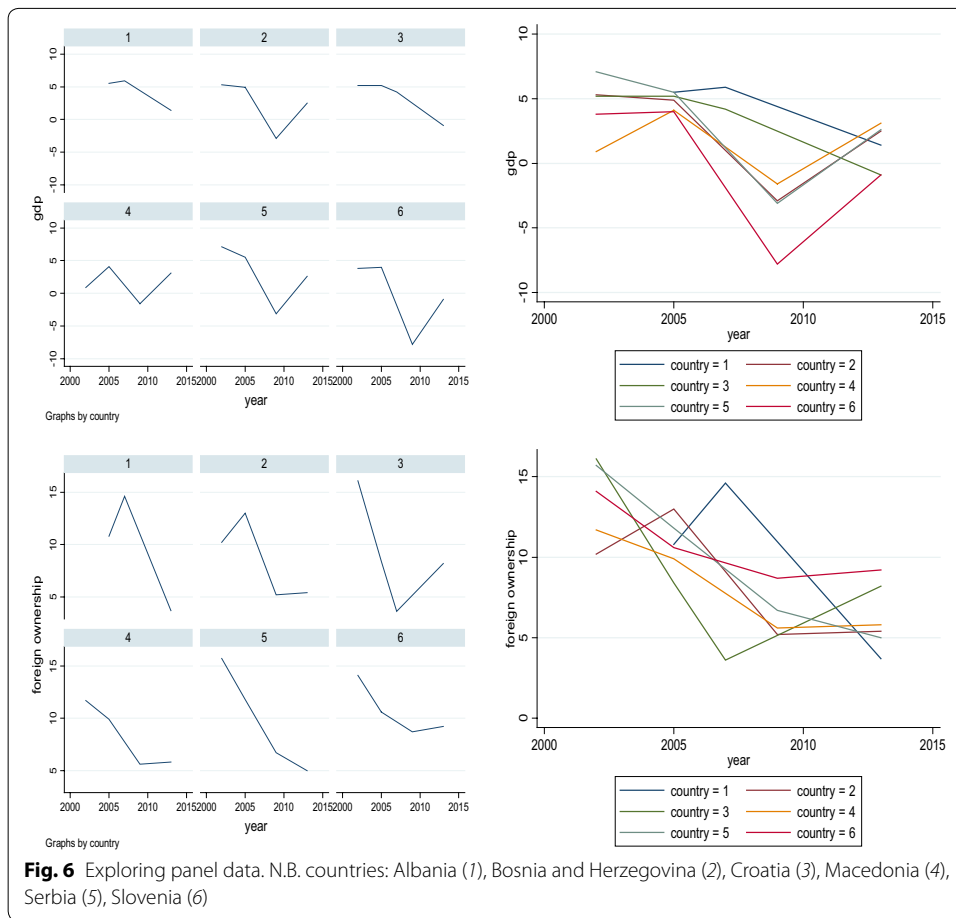 1 2 3
10
5
0
-5
-10
gdp
4 5 6
10
5
0
-5
-10
2000 2005 2010 2015 2000 2005 2010 2015 2000 2005 2010 2015
year
Graphs by country
10
5
0
-5
-10
gdp
2000 2005 2010 2015
year
country = 1 country = 2
country = 3 country = 4
country = 5 country = 6
1 2 3
15
10
5
foreign ownership
4 5 6
15
10
5
2000 2005 2010 2015 2000 2005 2010 2015 2000 2005 2010 2015
year
Graphs by country
15
10
5
0
foreign ownership
2000 2005 2010 2015
year
country = 1 country = 2
country = 3 country = 4
country = 5 country = 6
Fig. 6 Exploring panel data. N.B. countries: Albania (1), Bosnia and Herzegovina (2), Croatia (3), Macedonia (4),
Serbia (5), Slovenia (6)